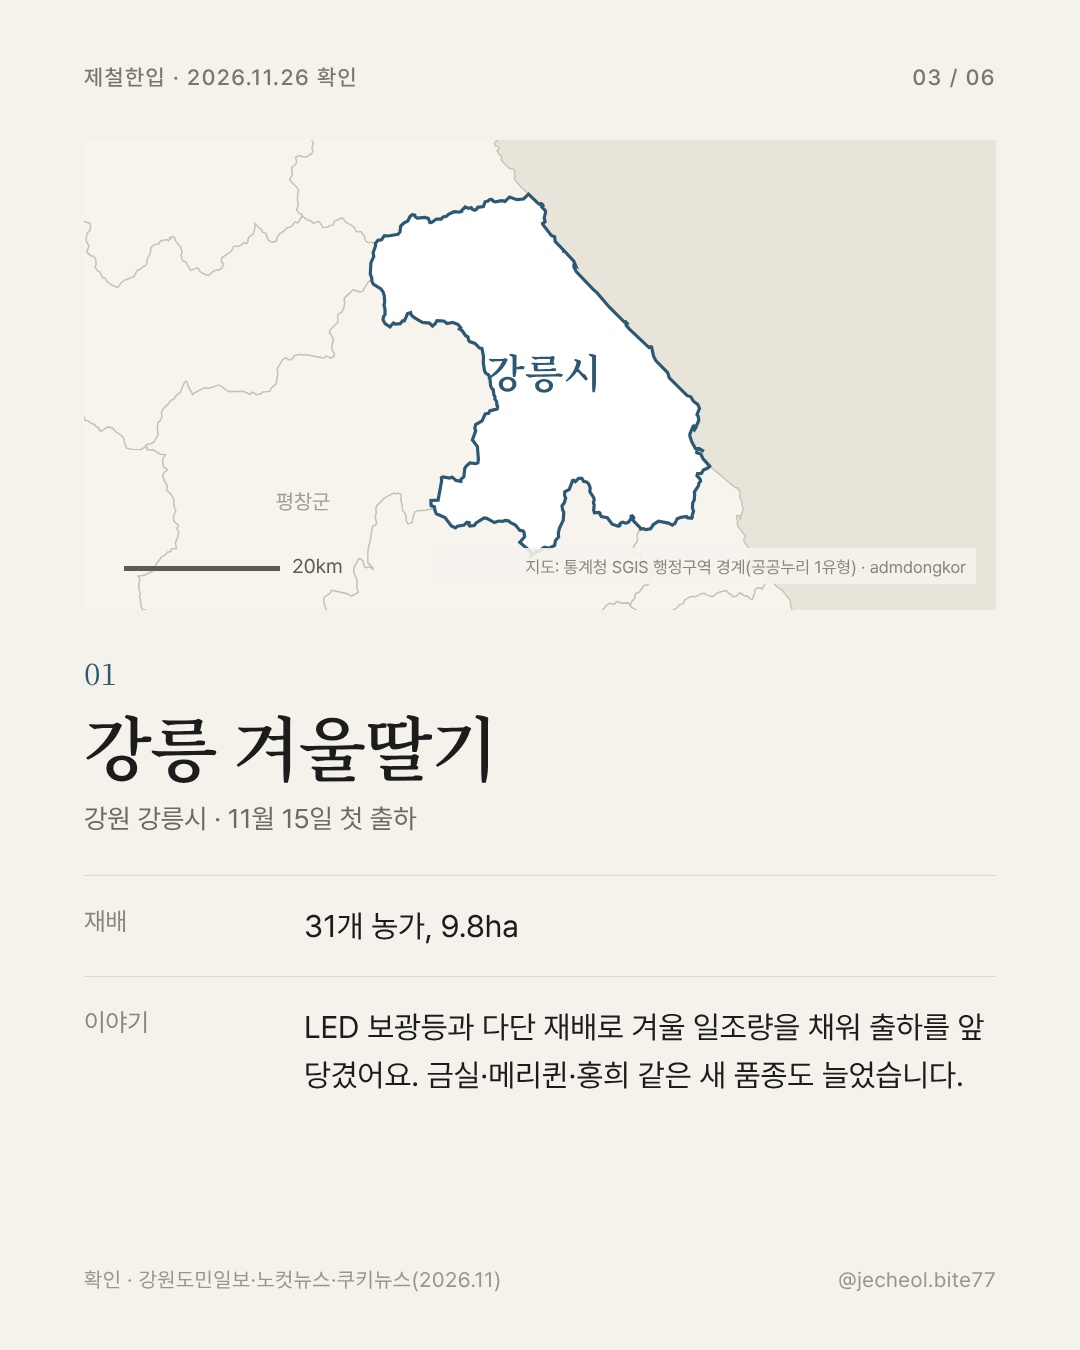 제철한입 · 2026.11.26 확인
03 / 06
강릉시
평창군
20km
지도: 통계청 SGIS 행정구역 경계(공공누리 1유형) · admdongkor
01
강릉 겨울딸기
강원 강릉시 · 11월 15일 첫 출하
재배
31개 농가, 9.8ha
이야기
LED 보광등과 다단 재배로 겨울 일조량을 채워 출하를 앞
당겼어요. 금실·메리퀸·홍희 같은 새 품종도 늘었습니다.
확인 · 강원도민일보·노컷뉴스·쿠키뉴스(2026.11)
@jecheol.bite77